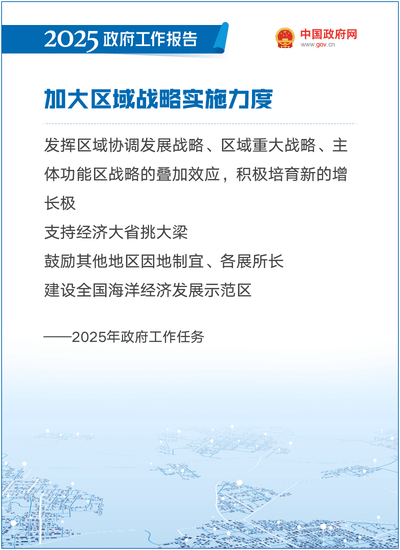 2025 政府工作报告
中国政府网
www.gov.cn
加大区域战略实施力度
发挥区域协调发展战略、区域重大战略、主
体功能区战略的叠加效应，积极培育新的增
长极
支持经济大省挑大梁
鼓励其他地区因地制宜、各展所长
建设全国海洋经济发展示范区
——2025年政府工作任务